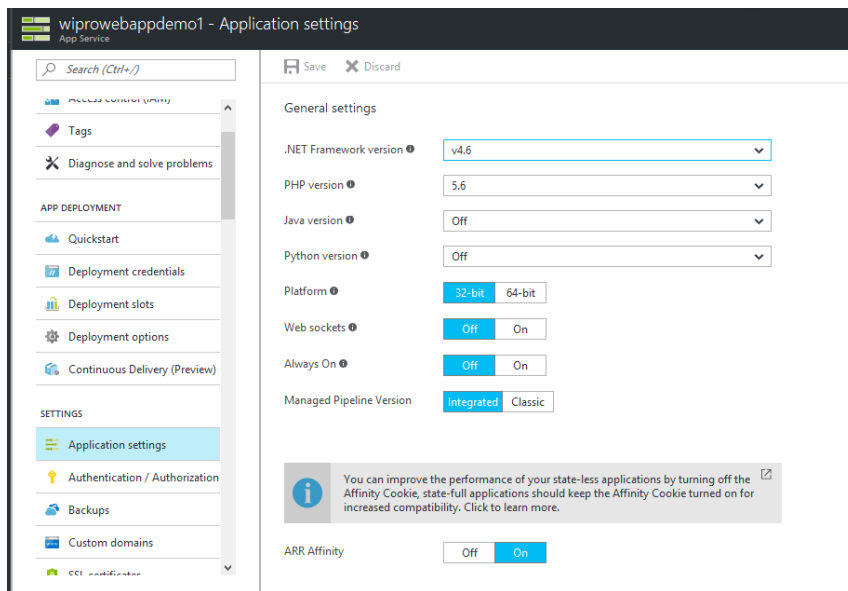 wiprowebappdemo1 - Application settings
App Service
Search (Ctrl+/)
Access control (IAM)
Tags
Diagnose and solve problems
APP DEPLOYMENT
Quickstart
Deployment credentials
Deployment slots
Deployment options
Continuous Delivery (Preview)
SETTINGS
Application settings
Authentication / Authorization
Backups
Custom domains
SSL certificates
Save Discard
General settings
.NET Framework version v4.6
PHP version 5.6
Java version Off
Python version Off
Platform 32-bit 64-bit
Web sockets Off On
Always On Off On
Managed Pipeline Version Integrated Classic
You can improve the performance of your state-less applications by turning off the
Affinity Cookie, state-full applications should keep the Affinity Cookie turned on for
increased compatibility. Click to learn more.
ARR Affinity Off On